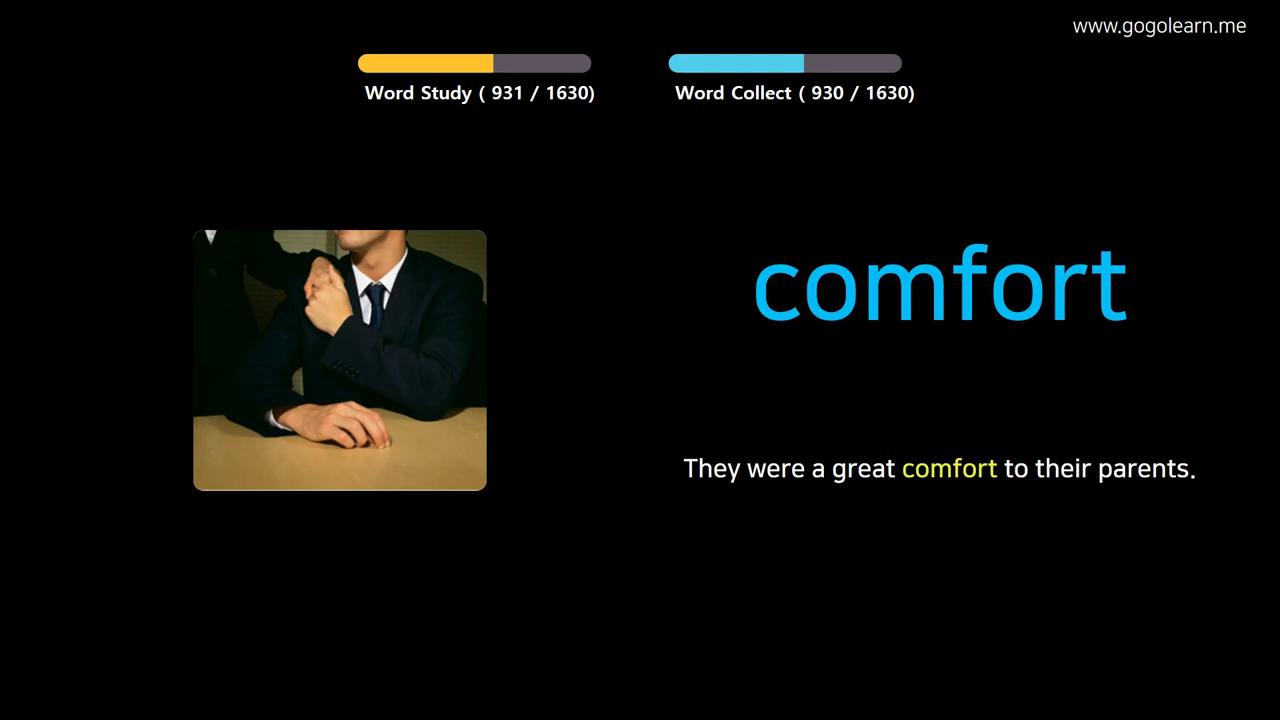 www.gogolearn.me
Word Study ( 931 / 1630)
Word Collect ( 930 / 1630)
comfort
They were a great comfort to their parents.